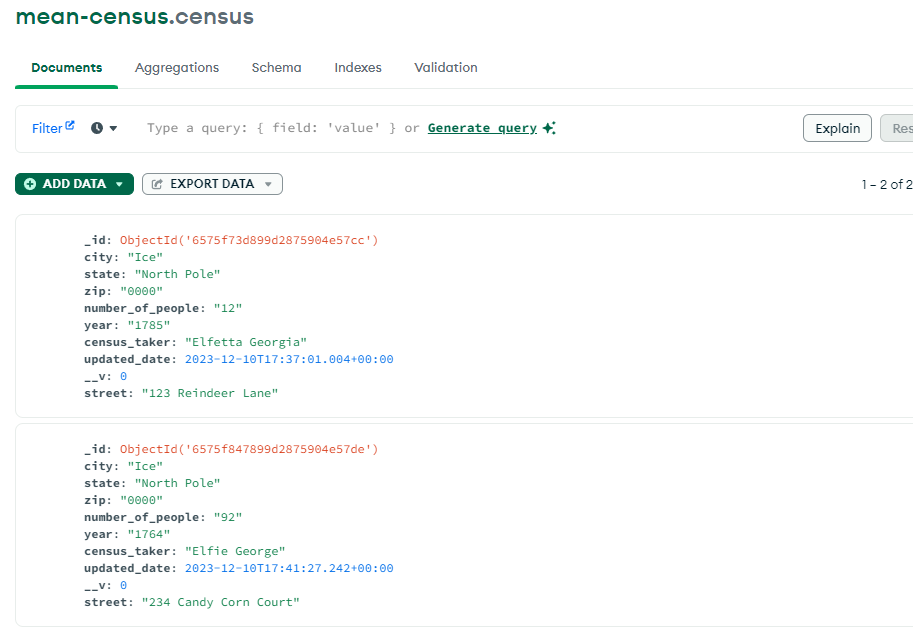 mean-census.census
Documents Aggregations Schema Indexes Validation
Filter Type a query: { field: 'value' } or Generate query Explain Res
ADD DATA EXPORT DATA 1 – 2 of 2
_id: ObjectId('6575f73d899d2875904e57cc')
city: "Ice"
state: "North Pole"
zip: "0000"
number_of_people: "12"
year: "1785"
census_taker: "Elfetta Georgia"
updated_date: 2023-12-10T17:37:01.004+00:00
__v: 0
street: "123 Reindeer Lane"
_id: ObjectId('6575f847899d2875904e57de')
city: "Ice"
state: "North Pole"
zip: "0000"
number_of_people: "92"
year: "1764"
census_taker: "Elfie George"
updated_date: 2023-12-10T17:41:27.242+00:00
__v: 0
street: "234 Candy Corn Court"